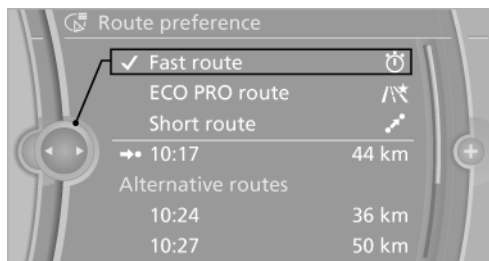 Route preference
Fast route
ECO PRO route
Short route
10:17 44 km
Alternative routes
10:24 36 km
10:27 50 km